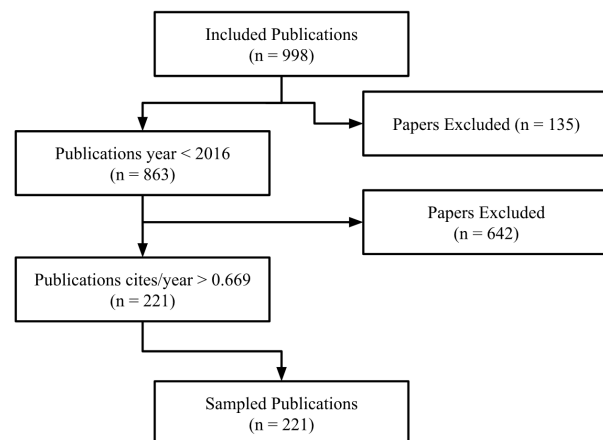 Included Publications
(n = 998)
Papers Excluded (n = 135)
Publications year < 2016
(n = 863)
Papers Excluded
(n = 642)
Publications cites/year > 0.669
(n = 221)
Sampled Publications
(n = 221)